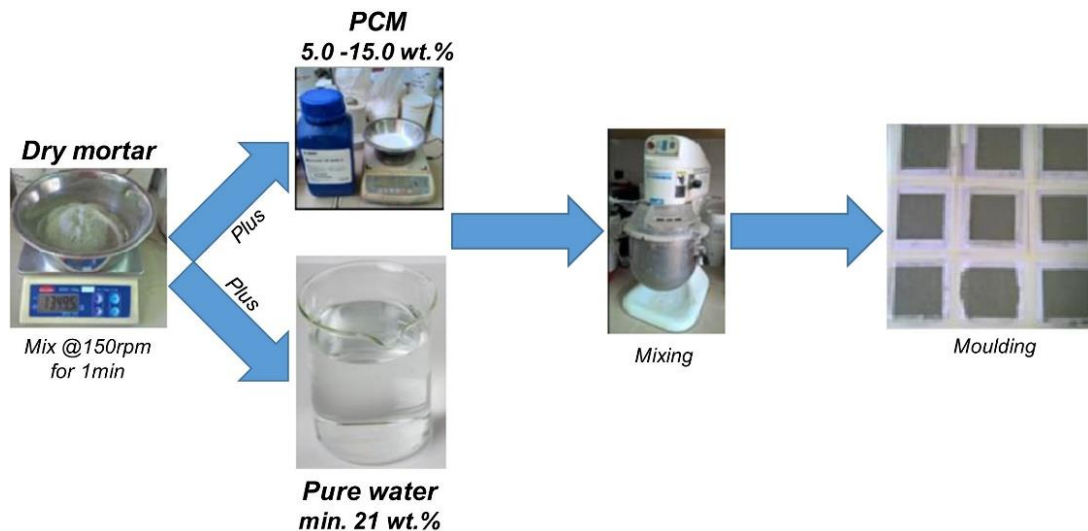 PCM
5.0 -15.0 wt.%
Dry mortar
Plus
Plus
Mix @150rpm
for 1min
Mixing
Moulding
Pure water
min. 21 wt.%